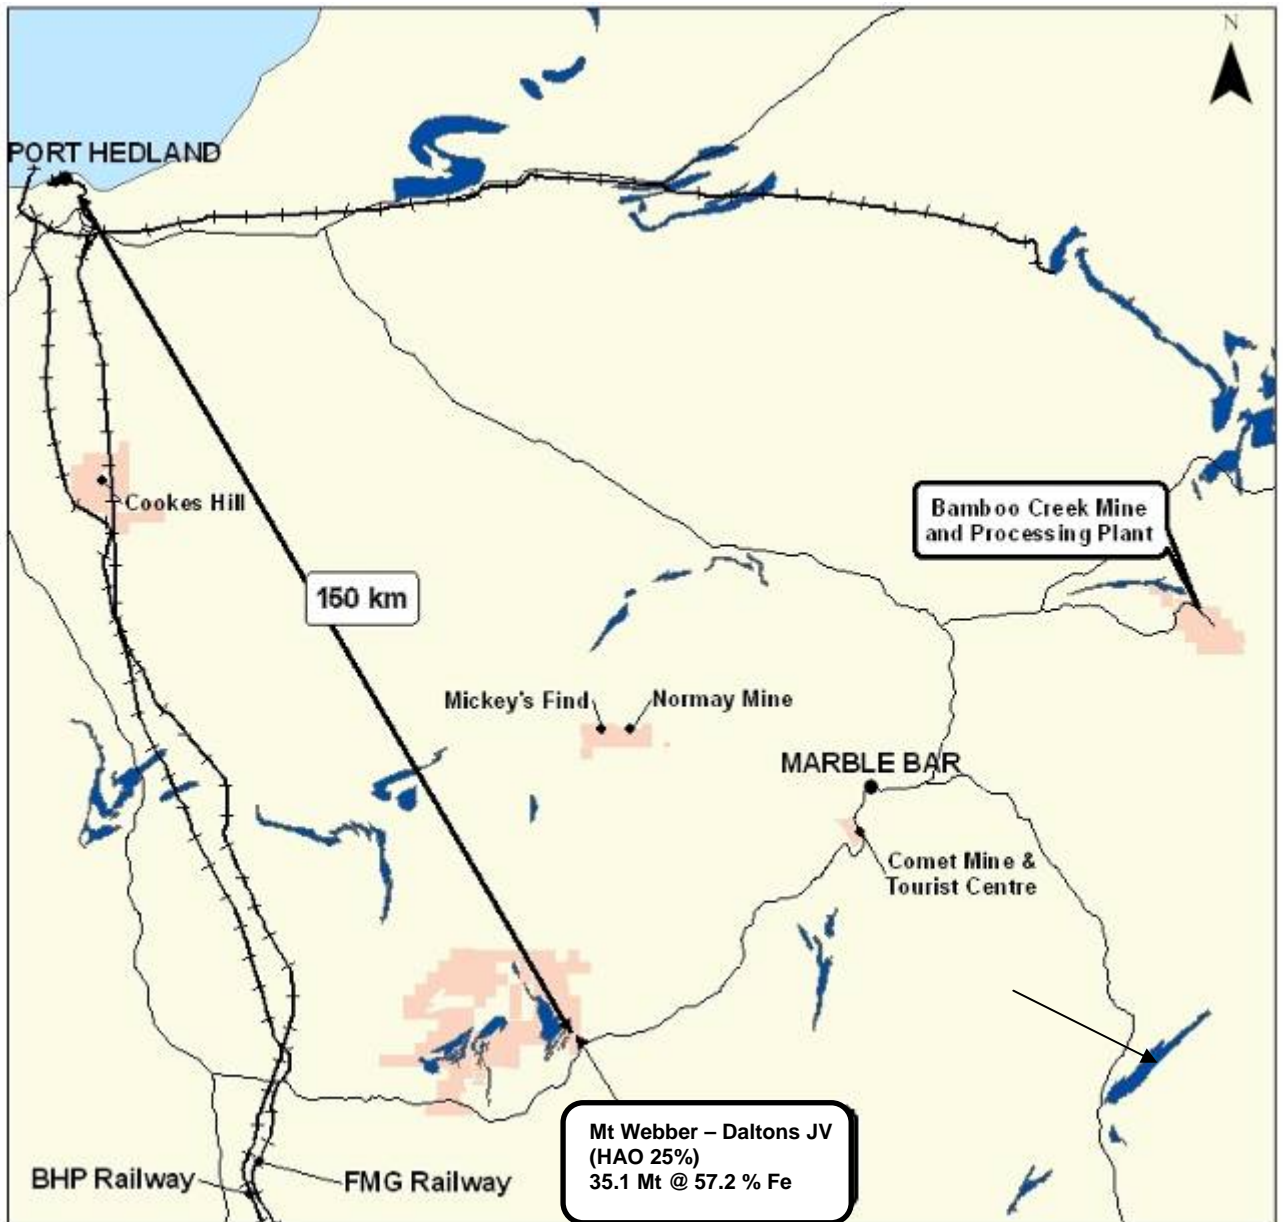 N
PORT HEDLAND
Cookes Hill
Bamboo Creek Mine
and Processing Plant
150 km
Mickey's Find
Normay Mine
MARBLE BAR
Comet Mine &
Tourist Centre
Mt Webber – Daltons JV
(HAO 25%)
35.1 Mt @ 57.2 % Fe
BHP Railway
FMG Railway